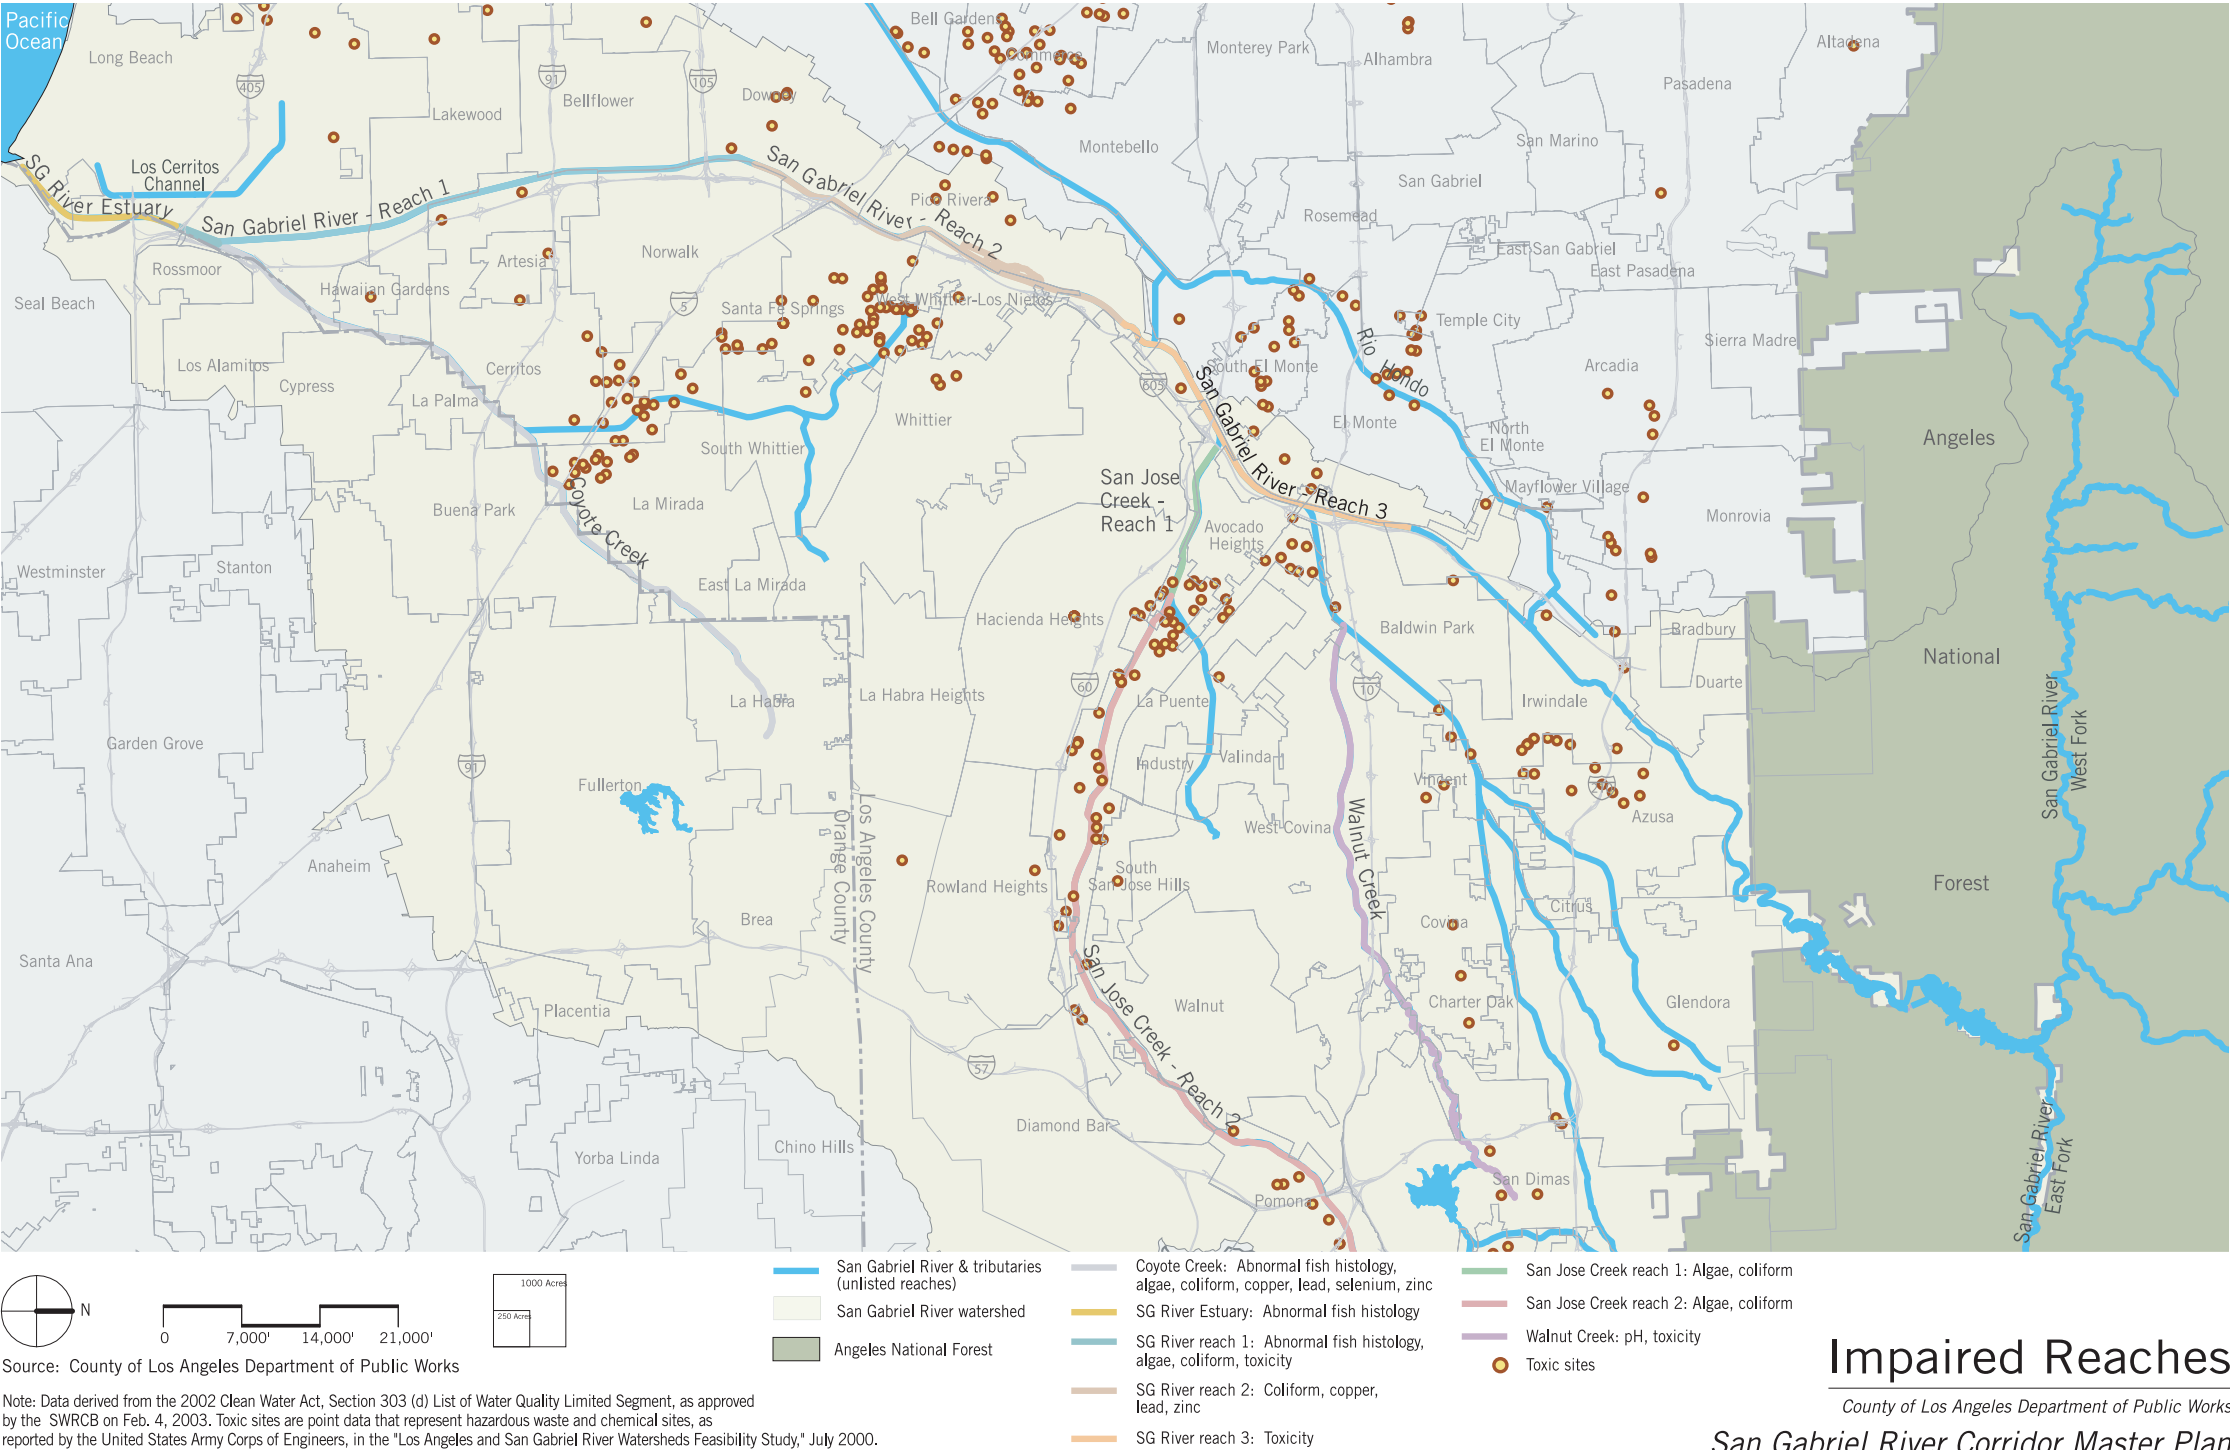 Pacific
Ocean
Long Beach
405
Lakewood
91
Bellflower
105
Downey
Bell Gardens
Commerce
Monterey Park
Alhambra
Altadena
Pasadena
Los Cerritos
Channel
Montebello
San Marino
SG River Estuary
San Gabriel River - Reach 1
San Gabriel River - Reach 2
Pico Rivera
San Gabriel
Rosemead
Rossmoor
Artesia
Norwalk
East San Gabriel
East Pasadena
Seal Beach
Hawaiian Gardens
5
Santa Fe Springs
West Whittier-Los Nietos
Temple City
Sierra Madre
Los Alamitos
Cypress
Cerritos
La Palma
605
South El Monte
Rio Hondo
Arcadia
Whittier
El Monte
North
El Monte
Angeles
South Whittier
San Gabriel River - Reach 3
San Jose
Creek -
Reach 1
Mayflower Village
Buena Park
Coyote Creek
La Mirada
Avocado
Heights
Monrovia
Westminster
Stanton
East La Mirada
Hacienda Heights
Baldwin Park
Bradbury
National
60
10
La Habra
La Habra Heights
La Puente
Irwindale
Duarte
Garden Grove
91
Fullerton
Industry
Valinda
Vincent
San Gabriel River
West Fork
Los Angeles County
Orange County
West Covina
Walnut Creek
Azusa
Anaheim
Rowland Heights
South
San Jose Hills
Forest
Brea
Covina
Citrus
Santa Ana
San Jose Creek - Reach 2
Placentia
Walnut
Charter Oak
Glendora
57
Diamond Bar
Yorba Linda
Chino Hills
Pomona
San Dimas
San Gabriel River
East Fork
N
0 7,000' 14,000' 21,000'
1000 Acres
250 Acres
Source: County of Los Angeles Department of Public Works
Note: Data derived from the 2002 Clean Water Act, Section 303 (d) List of Water Quality Limited Segment, as approved
by the SWRCB on Feb. 4, 2003. Toxic sites are point data that represent hazardous waste and chemical sites, as
reported by the United States Army Corps of Engineers, in the "Los Angeles and San Gabriel River Watersheds Feasibility Study," July 2000.
San Gabriel River & tributaries
(unlisted reaches)
San Gabriel River watershed
Angeles National Forest
Coyote Creek: Abnormal fish histology,
algae, coliform, copper, lead, selenium, zinc
SG River Estuary: Abnormal fish histology
SG River reach 1: Abnormal fish histology,
algae, coliform, toxicity
SG River reach 2: Coliform, copper,
lead, zinc
SG River reach 3: Toxicity
San Jose Creek reach 1: Algae, coliform
San Jose Creek reach 2: Algae, coliform
Walnut Creek: pH, toxicity
Toxic sites
Impaired Reaches
County of Los Angeles Department of Public Works
San Gabriel River Corridor Master Plan